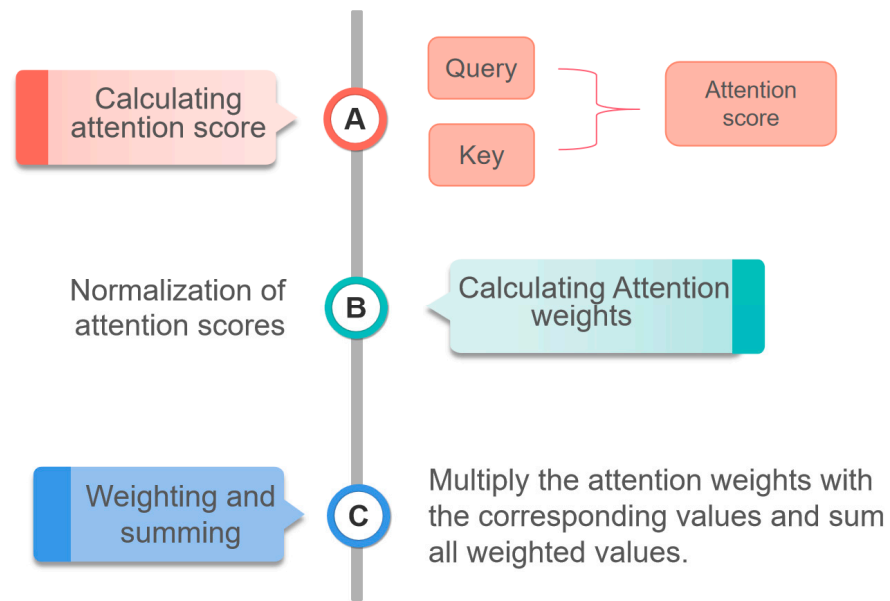 Calculating
attention score
A
Query
Key
Attention
score
Normalization of
attention scores
B
Calculating Attention
weights
Weighting and
summing
C
Multiply the attention weights with
the corresponding values and sum
all weighted values.